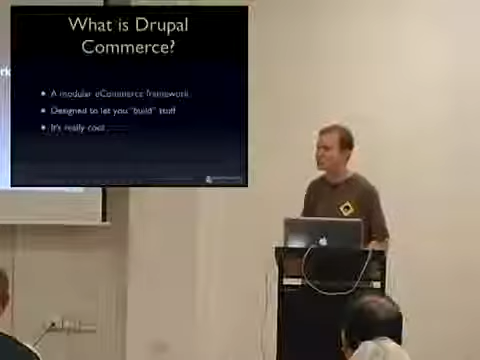 What is Drupal
Commerce?
A modular eCommerce framework
Designed to let you "build" stuff
It's really cool